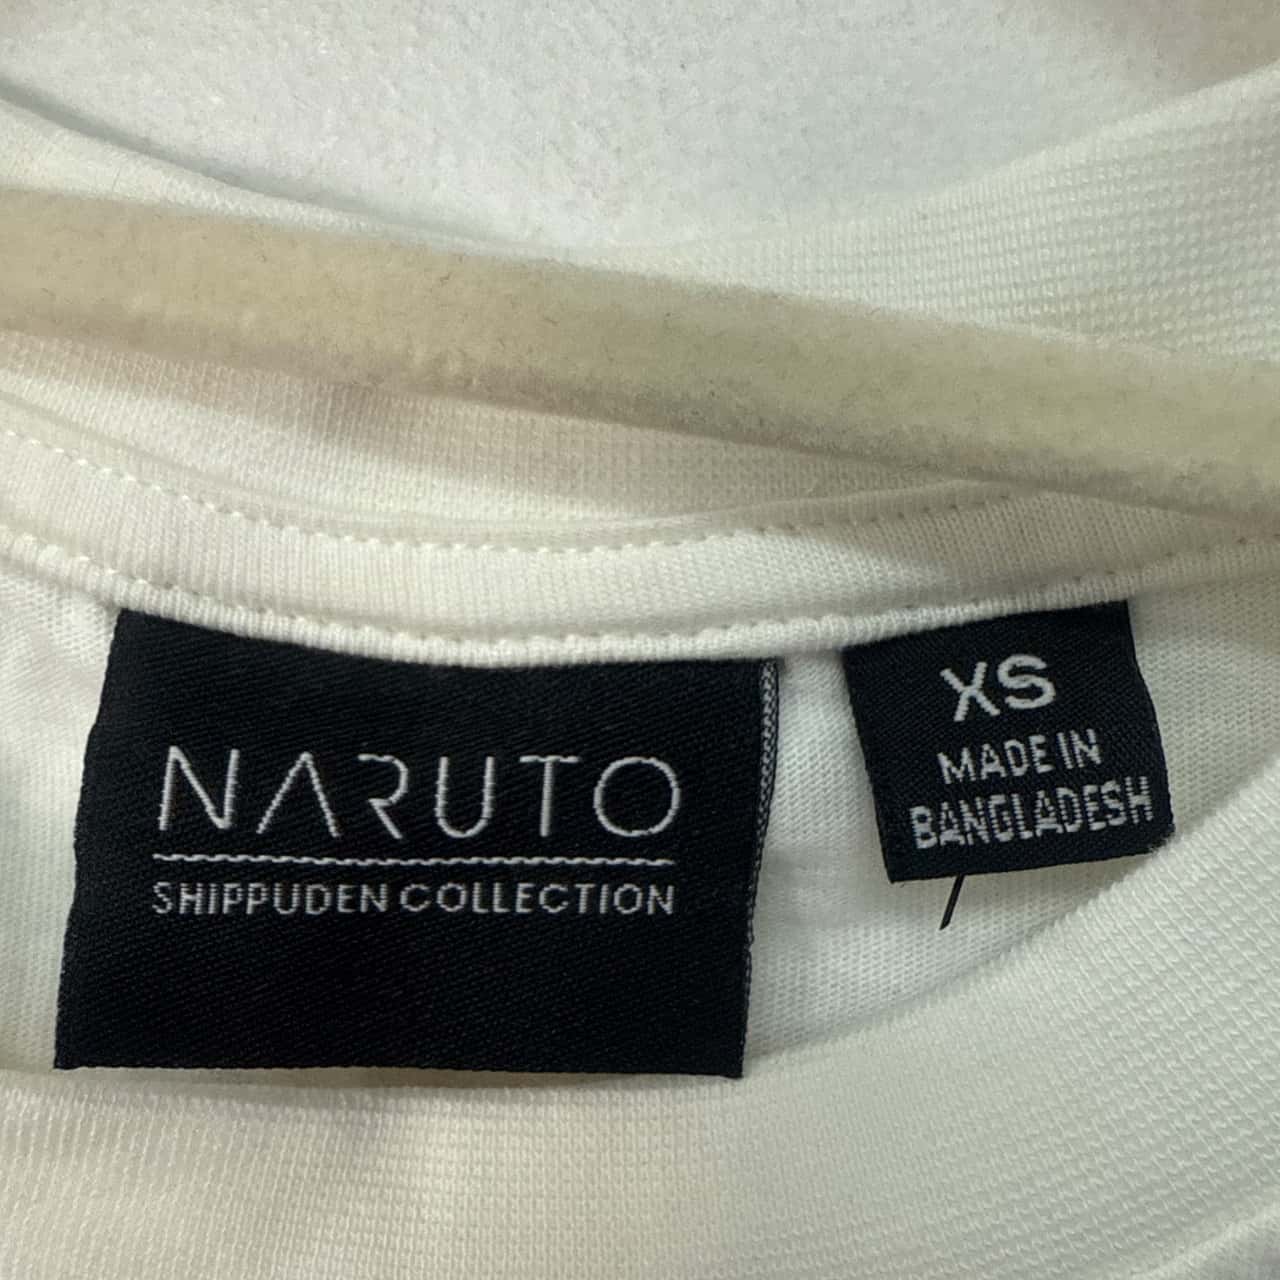 NARUTO
SHIPPUDEN COLLECTION
XS
MADE IN
BANGLADESH